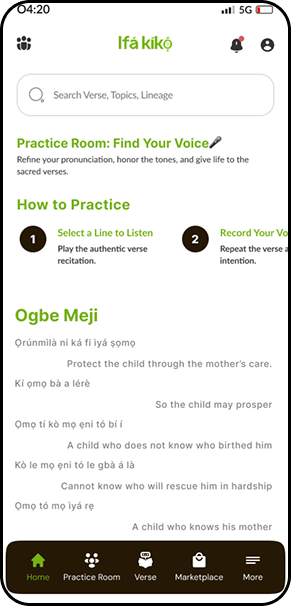 04:20
5G
Ifá kíkọ́
Search Verse, Topics, Lineage
Practice Room: Find Your Voice🎤
Refine your pronunciation, honor the tones, and give life to the
sacred verses.
How to Practice
1
Select a Line to Listen
Play the authentic verse
recitation.
2
Record Your Vo
Repeat the verse a
intention.
Ogbe Meji
Ọrúnmìlà ni ká fi ìyá ṣọmọ
Protect the child through the mother’s care.
Kí ọmọ bà a lérè
So the child may prosper
Ọmọ tí kò mọ ẹni tó bí í
A child who does not know who birthed him
Kò le mọ ẹni tó le gbà á là
Cannot know who will rescue him in hardship
Ọmọ tó mọ ìyá rẹ
A child who knows his mother
Home
Practice Room
Verse
Marketplace
More